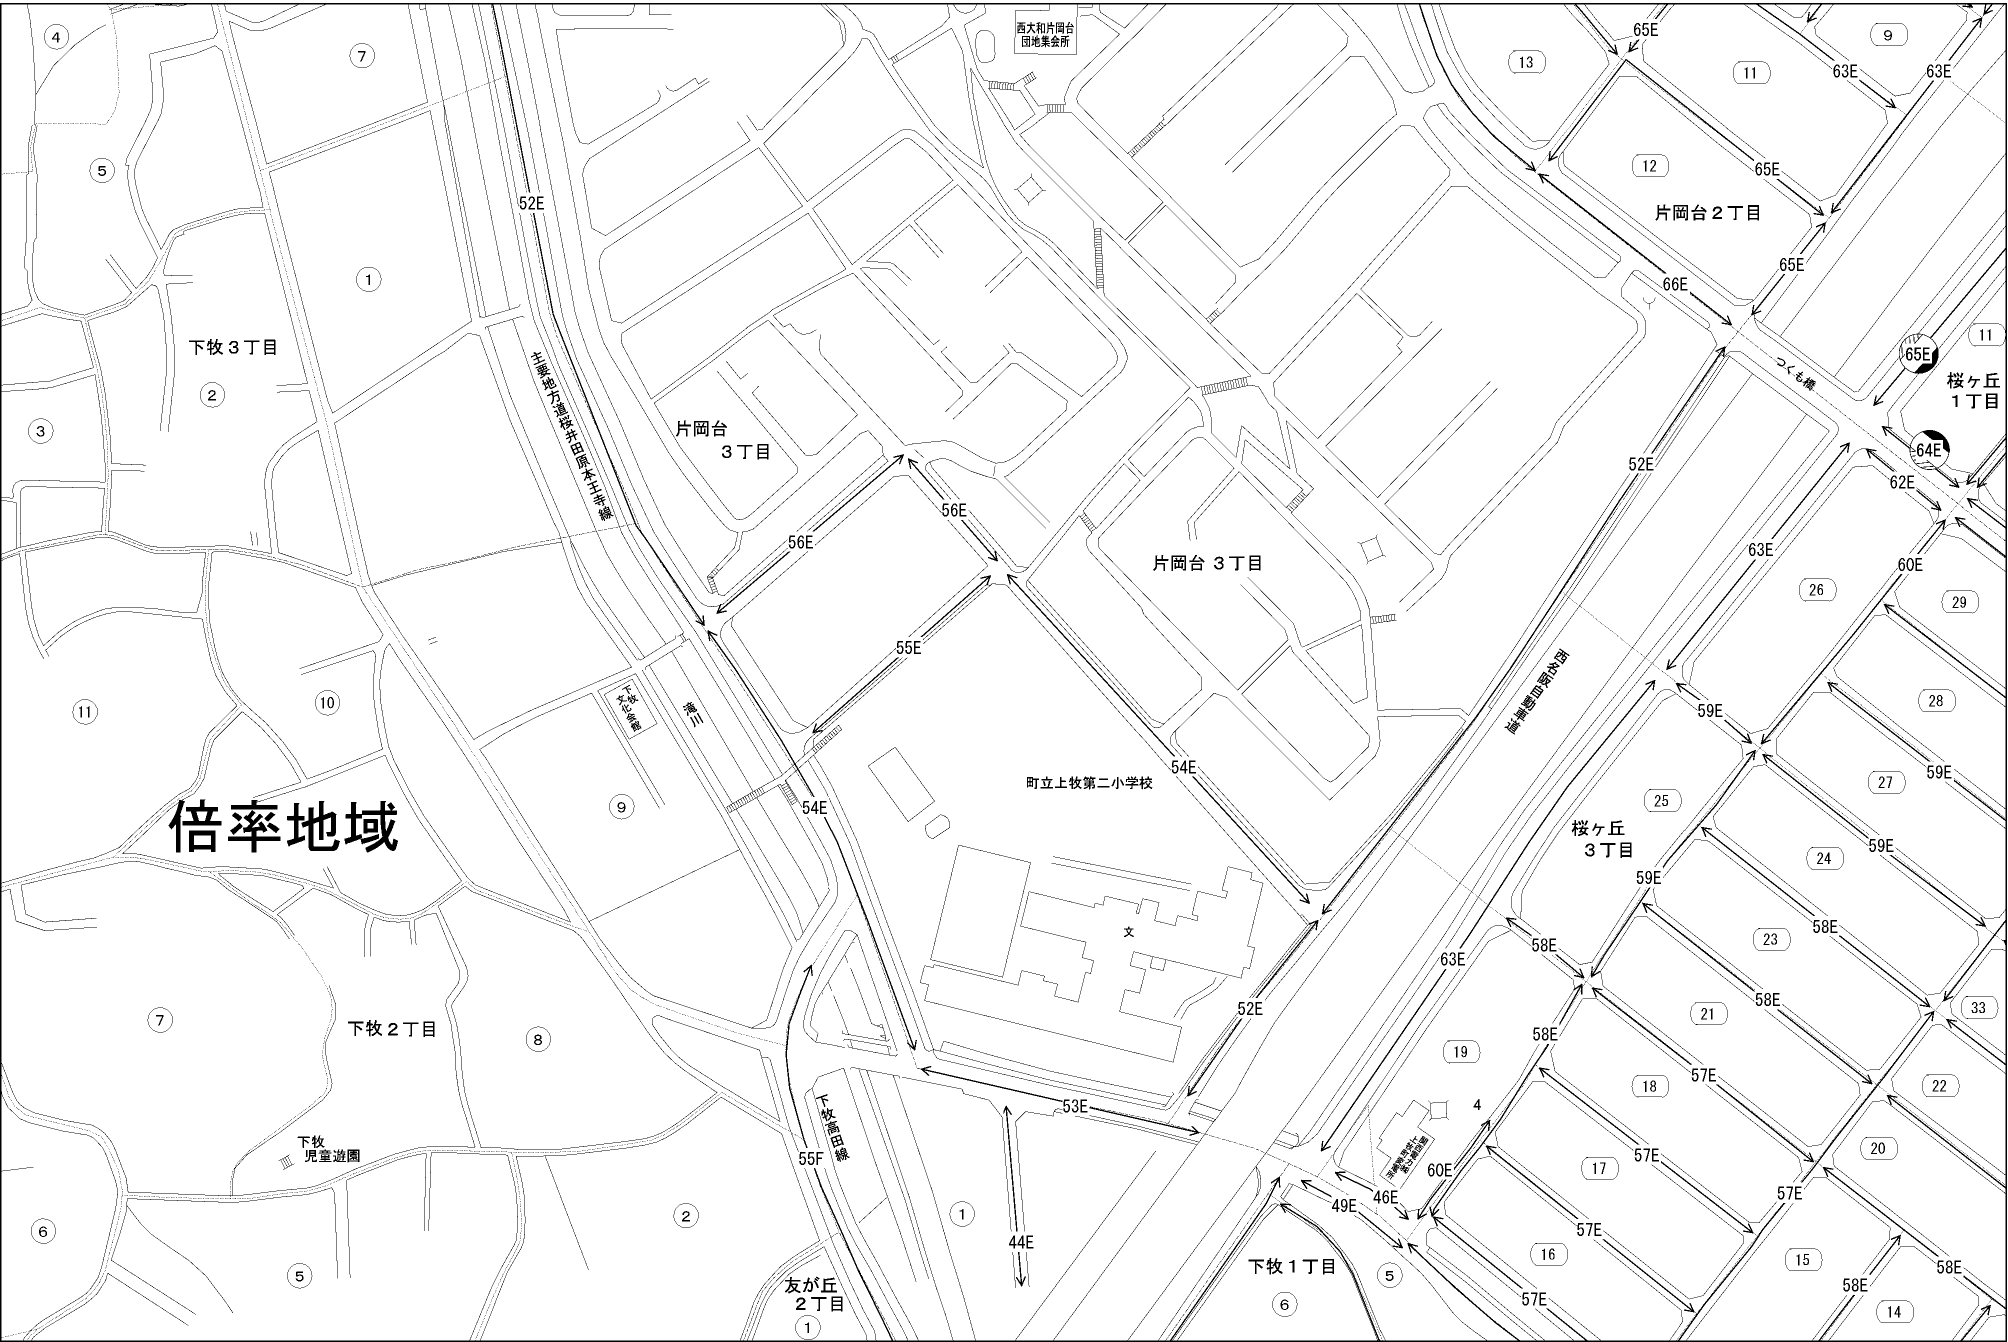 ④
⑦
西大和片岡台
団地集会所
65E
13
11
9
63E
63E
⑤
12
65E
52E
片岡台２丁目
①
65E
66E
下牧３丁目
65E
11
つくも橋
桜ヶ丘
１丁目
②
主要地方道桜井田原本王寺線
③
片岡台
３丁目
64E
52E
62E
56E
56E
63E
片岡台 ３丁目
60E
26
29
55E
西名阪自動車道
28
⑪
⑩
下牧
文化会館
滝川
59E
54E
59E
町立上牧第二小学校
27
⑨
54E
25
倍率地域
桜ヶ丘
３丁目
24
59E
59E
文
23
58E
58E
63E
58E
52E
33
⑦
下牧２丁目
⑧
21
58E
19
57E
18
22
4
53E
下牧高田線
下牧
児童遊園
55F
57E
20
17
60E
46E
57E
49E
⑥
②
①
57E
44E
16
15
下牧１丁目
58E
⑤
⑤
友が丘
２丁目
58E
57E
⑥
14
①